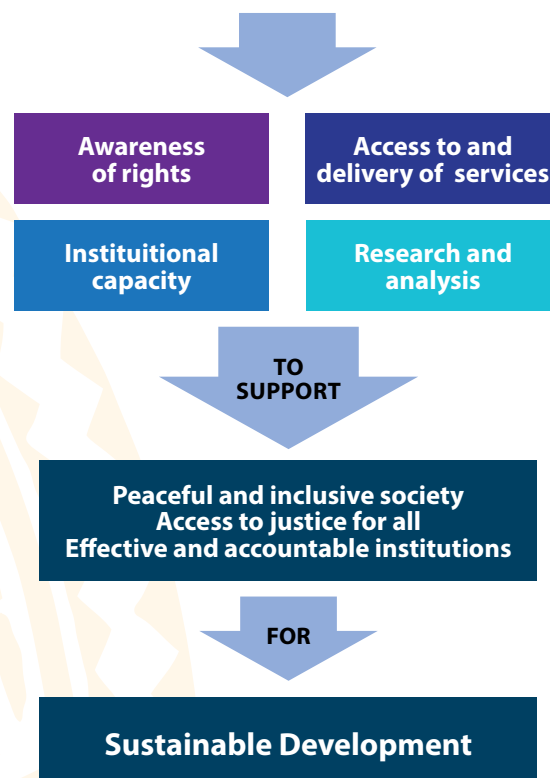 Awareness
of rights
Access to and
delivery of services
Instituitional
capacity
Research and
analysis
TO
SUPPORT
Peaceful and inclusive society
Access to justice for all
Effective and accountable institutions
FOR
Sustainable Development